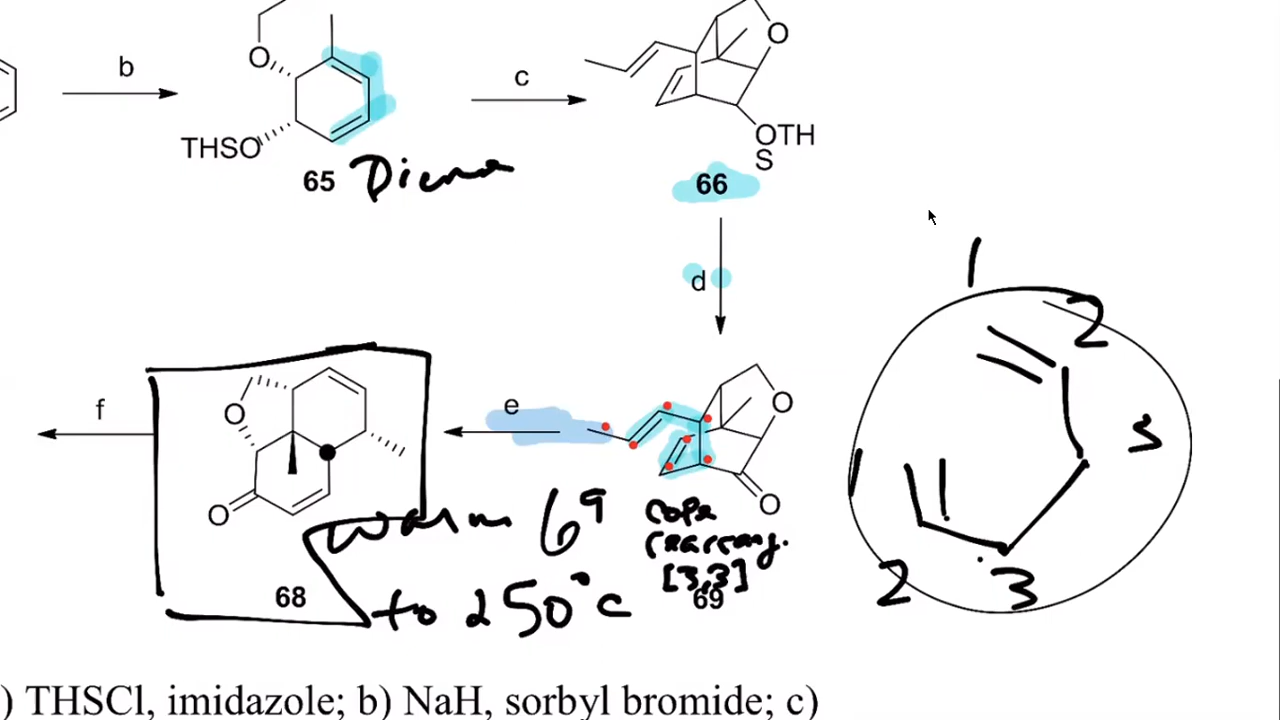 b
O
THSO
65
Diene
c
O
OTH
S
66
d
1
2
3
1
2
3
f
O
O
68
e
O
O
69
warm 69
to 250°c
cope
rearrang.
[3,3]
) THSCl, imidazole; b) NaH, sorbyl bromide; c)